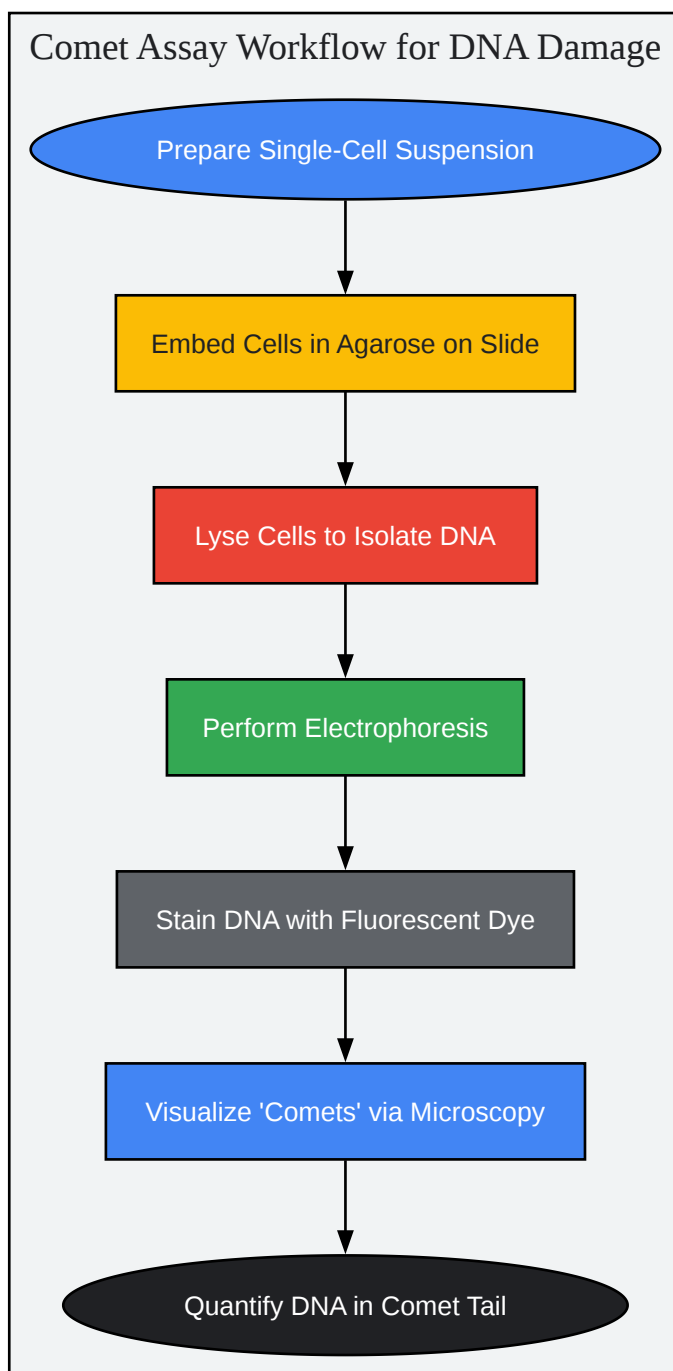 Comet Assay Workflow for DNA Damage
Prepare Single-Cell Suspension
Embed Cells in Agarose on Slide
Lyse Cells to Isolate DNA
Perform Electrophoresis
Stain DNA with Fluorescent Dye
Visualize 'Comets' via Microscopy
Quantify DNA in Comet Tail